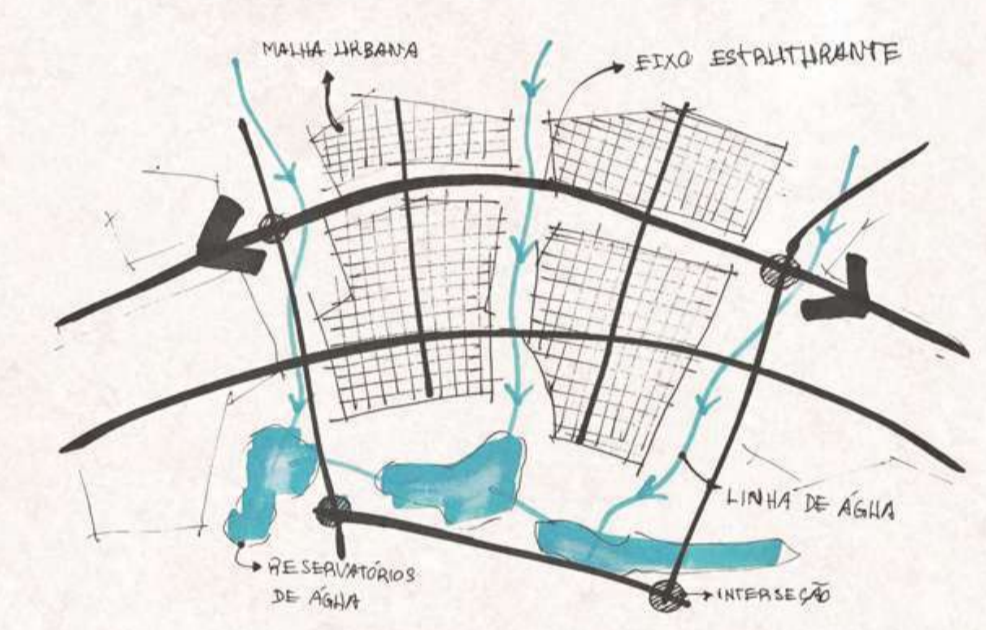 MALHA URBANA
EIXO ESTRUTURANTE
LINHA DE ÁGUA
RESERVATÓRIOS
DE ÁGUA
INTERSEÇÃO